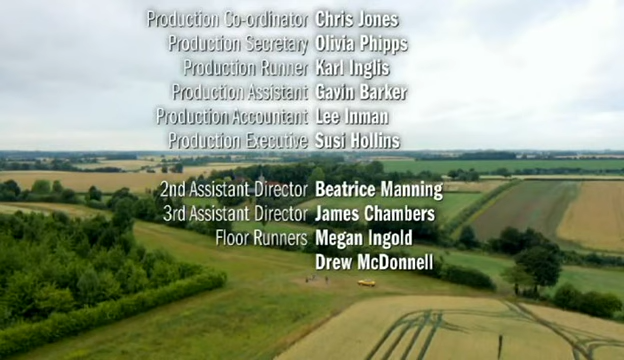 Production Co-ordinator Chris Jones
Production Secretary Olivia Phipps
Production Runner Karl Inglis
Production Assistant Gavin Barker
Production Accountant Lee Inman
Production Executive Susi Hollins
2nd Assistant Director Beatrice Manning
3rd Assistant Director James Chambers
Floor Runners Megan Ingold
Drew McDonnell